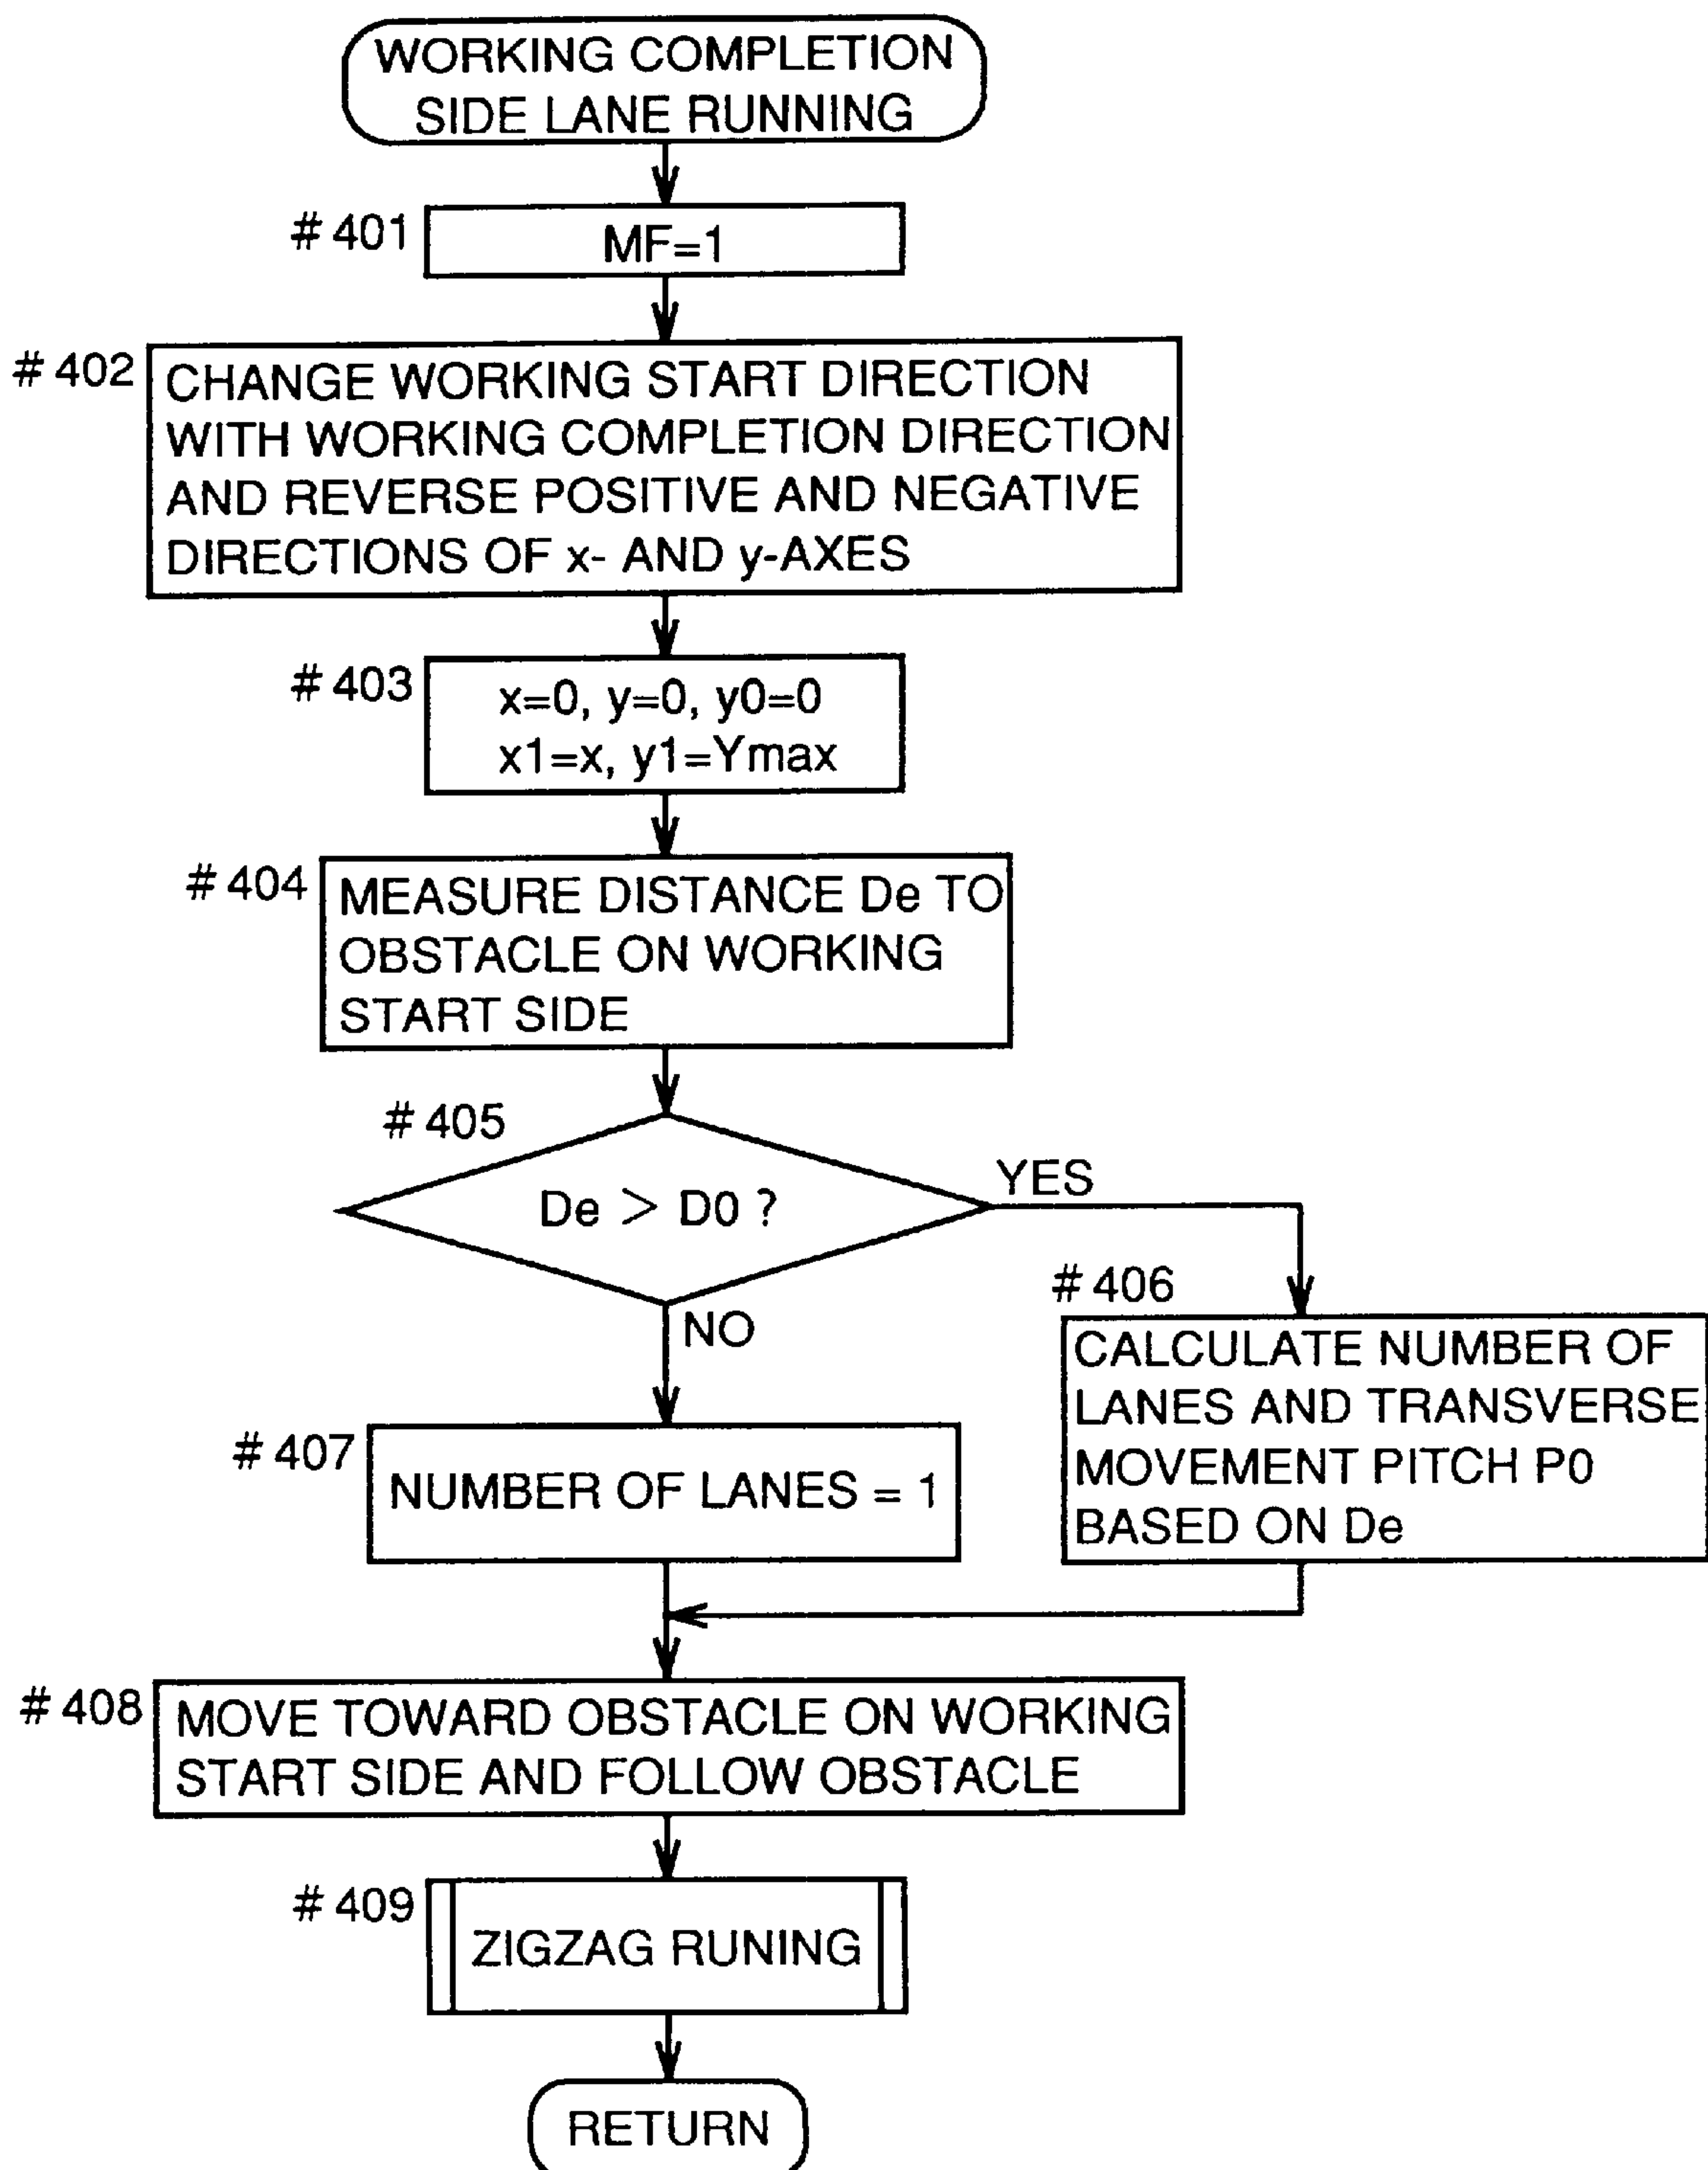 WORKING COMPLETION
SIDE LANE RUNNING
#401
MF=1
#402
CHANGE WORKING START DIRECTION
WITH WORKING COMPLETION DIRECTION
AND REVERSE POSITIVE AND NEGATIVE
DIRECTIONS OF x- AND y-AXES
#403
x=0, y=0, y0=0
x1=x, y1=Ymax
#404
MEASURE DISTANCE De TO
OBSTACLE ON WORKING
START SIDE
#405
De > D0 ?
YES
NO
#406
CALCULATE NUMBER OF
LANES AND TRANSVERSE
MOVEMENT PITCH P0
BASED ON De
#407
NUMBER OF LANES = 1
#408
MOVE TOWARD OBSTACLE ON WORKING
START SIDE AND FOLLOW OBSTACLE
#409
ZIGZAG RUNING
RETURN